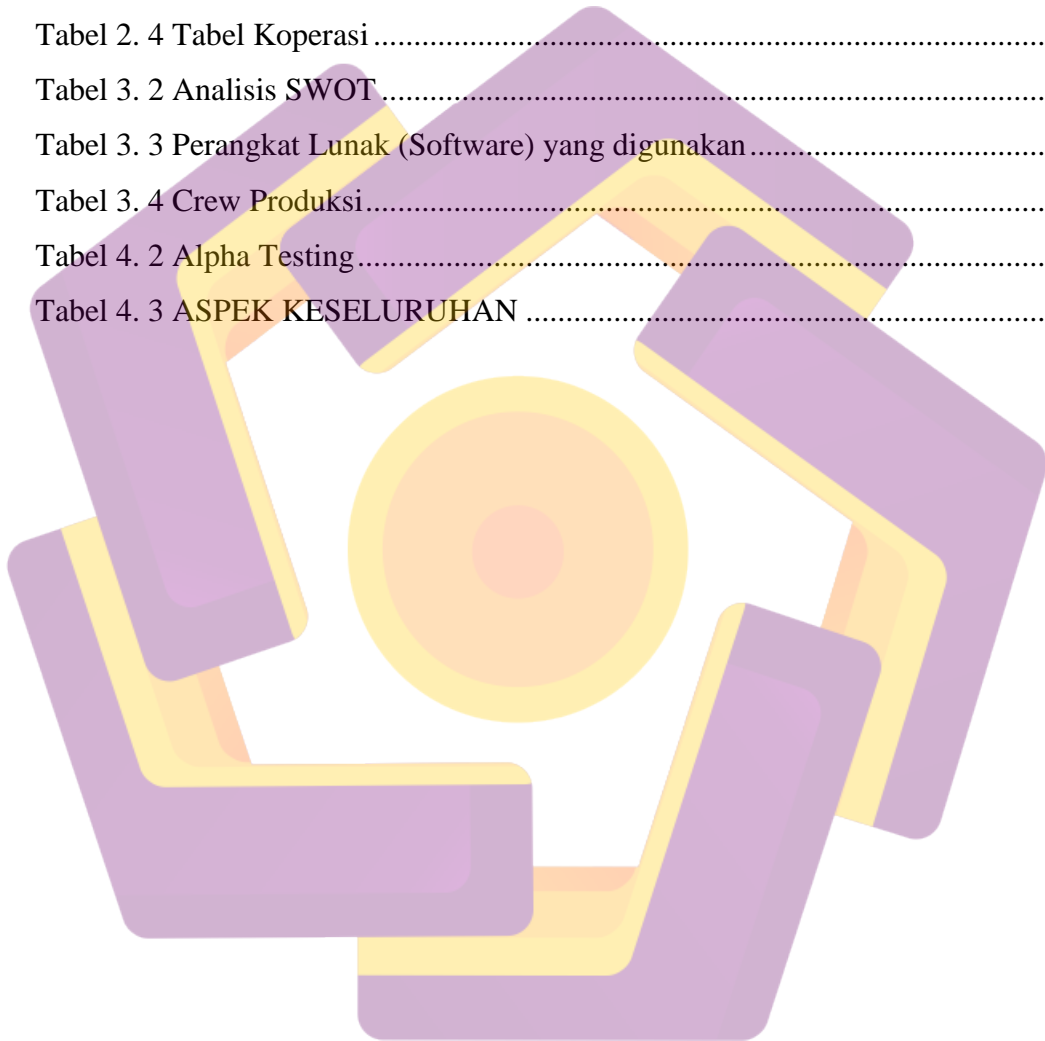 Tabel 2. 4 Tabel Koperasi......................................................................................
Tabel 3. 2 Analisis SWOT.....................................................................................
Tabel 3. 3 Perangkat Lunak (Software) yang digunakan......................................
Tabel 3. 4 Crew Produksi.......................................................................................
Tabel 4. 2 Alpha Testing........................................................................................
Tabel 4. 3 ASPEK KESELURUHAN ..................................................................